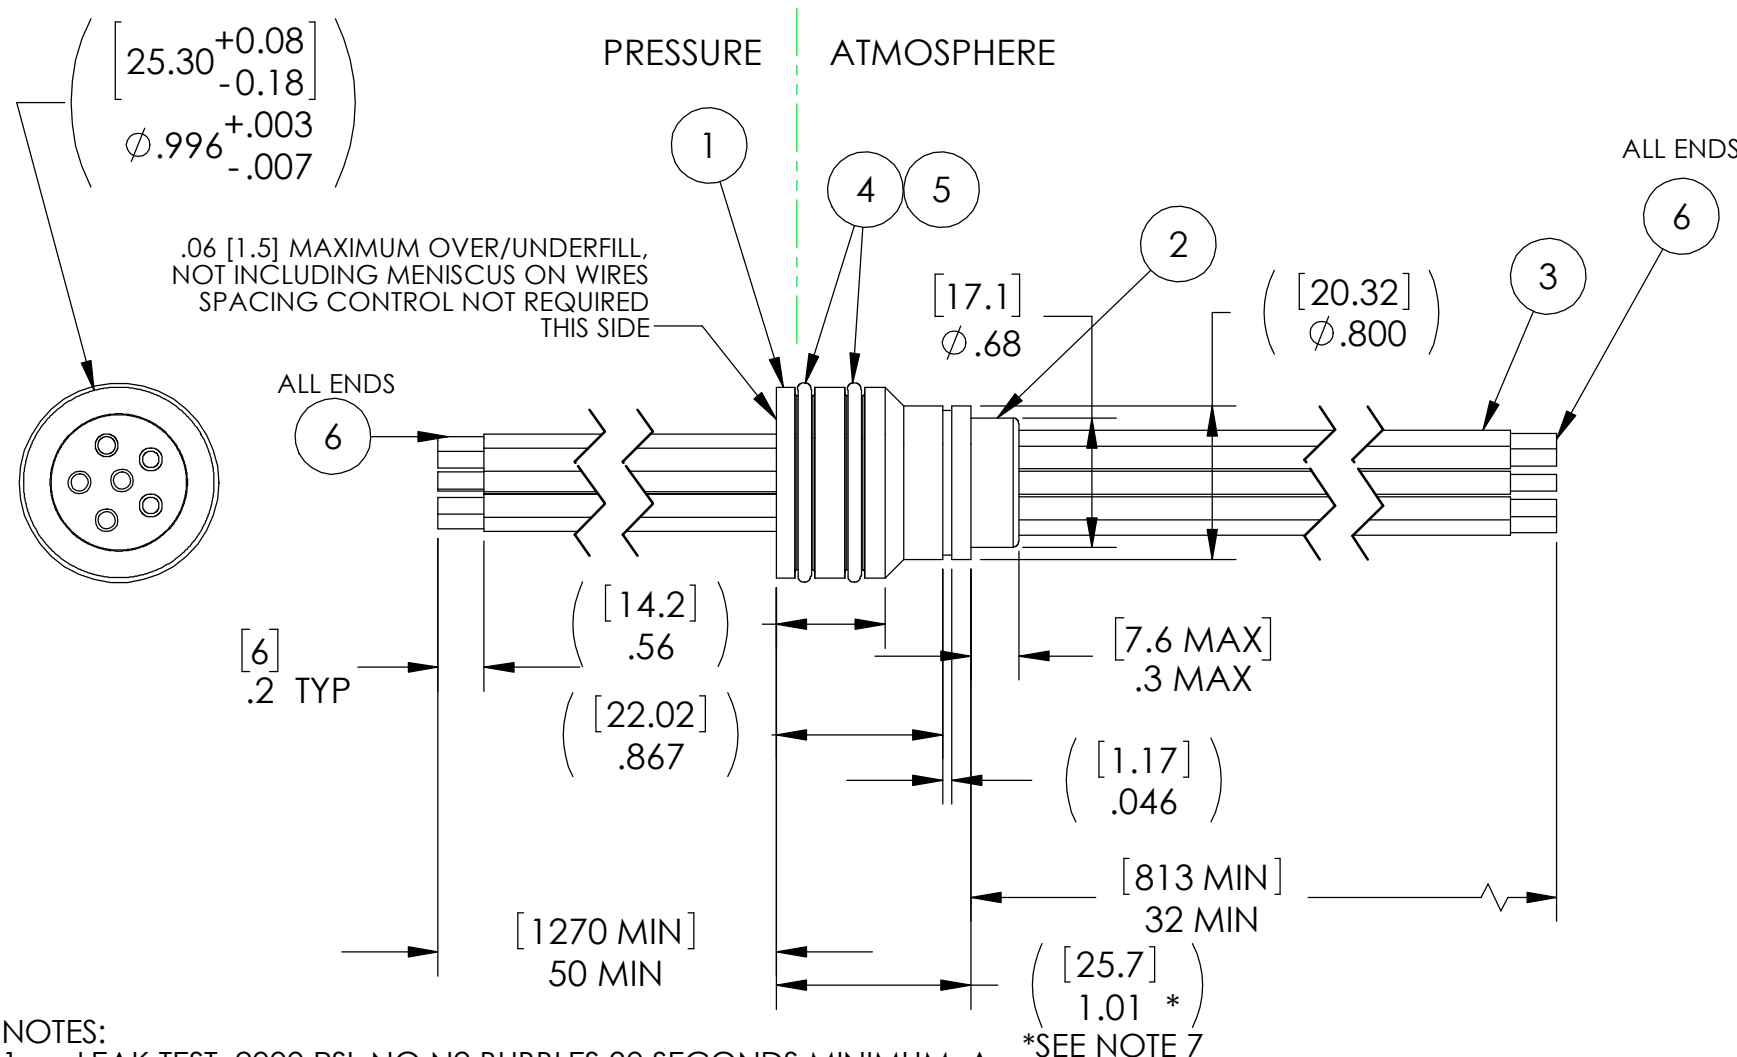 [25.30 +0.08 -0.18]
Ø.996 +.003 -.007
PRESSURE
ATMOSPHERE
1
4
5
2
3
ALL ENDS
6
.06 [1.5] MAXIMUM OVER/UNDERFILL,
NOT INCLUDING MENISCUS ON WIRES
SPACING CONTROL NOT REQUIRED
THIS SIDE
[17.1]
Ø.68
([20.32]
Ø.800)
ALL ENDS
6
[6]
.2 TYP
([14.2]
.56)
([22.02]
.867)
[7.6 MAX]
.3 MAX
([1.17]
.046)
[813 MIN]
32 MIN
[1270 MIN]
50 MIN
([25.7]
1.01 *)
*SEE NOTE 7
NOTES: